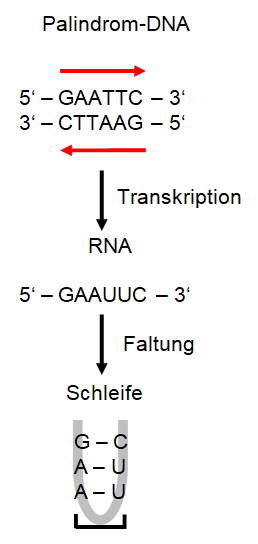 Palindrom-DNA
5‘ – GAATTC – 3‘
3‘ – CTTAAG – 5‘
Transkription
RNA
5‘ – GAAUUC – 3‘
Faltung
Schleife
G – C
A – U
A – U